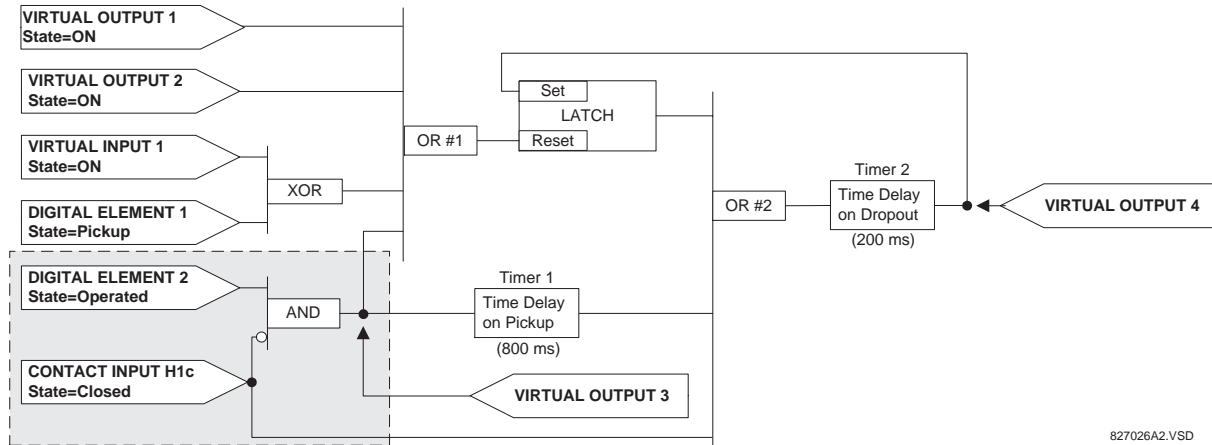 VIRTUAL OUTPUT 1
State=ON
VIRTUAL OUTPUT 2
State=ON
VIRTUAL INPUT 1
State=ON
DIGITAL ELEMENT 1
State=Pickup
DIGITAL ELEMENT 2
State=Operated
CONTACT INPUT H1c
State=Closed
XOR
AND
OR #1
Set
LATCH
Reset
Timer 1
Time Delay
on Pickup
(800 ms)
VIRTUAL OUTPUT 3
OR #2
Timer 2
Time Delay
on Dropout
(200 ms)
VIRTUAL OUTPUT 4
827026A2.VSD